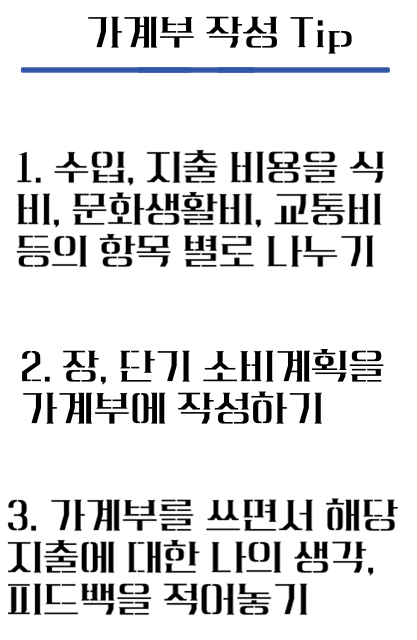 가계부 작성 Tip
1. 수입, 지출 비용을 식
비, 문화생활비, 교통비
등의 항목 별로 나누기
2. 장, 단기 소비계획을
가계부에 작성하기
3. 가계부를 쓰면서 해당
지출에 대한 나의 생각,
피드백을 적어놓기